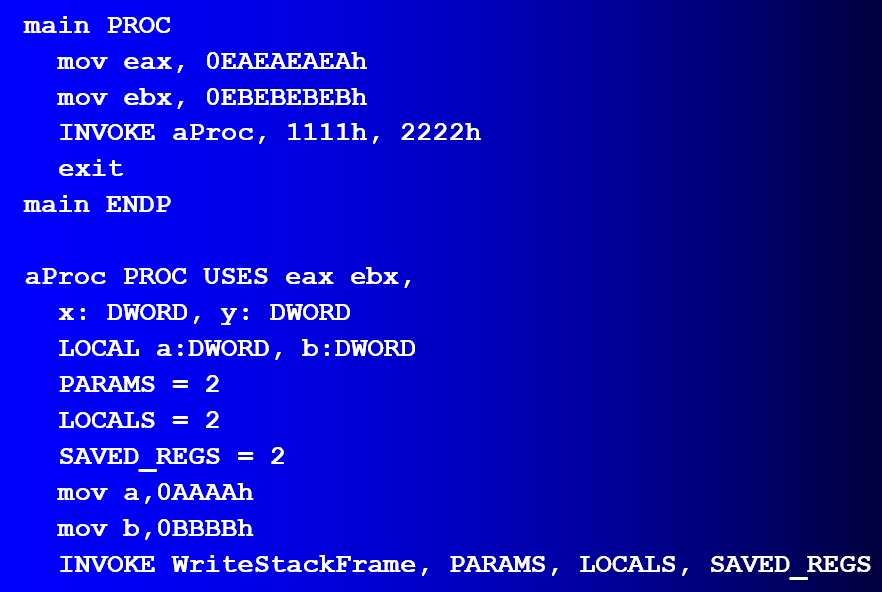 main PROC
mov eax, 0EAEAEAEAh
mov ebx, 0EBEBEBEBh
INVOKE aProc, 1111h, 2222h
exit
main ENDP
aProc PROC USES eax ebx,
x: DWORD, y: DWORD
LOCAL a:DWORD, b:DWORD
PARAMS = 2
LOCALS = 2
SAVED_REGS = 2
mov a,0AAAAh
mov b,0BBBBh
INVOKE WriteStackFrame, PARAMS, LOCALS, SAVED_REGS